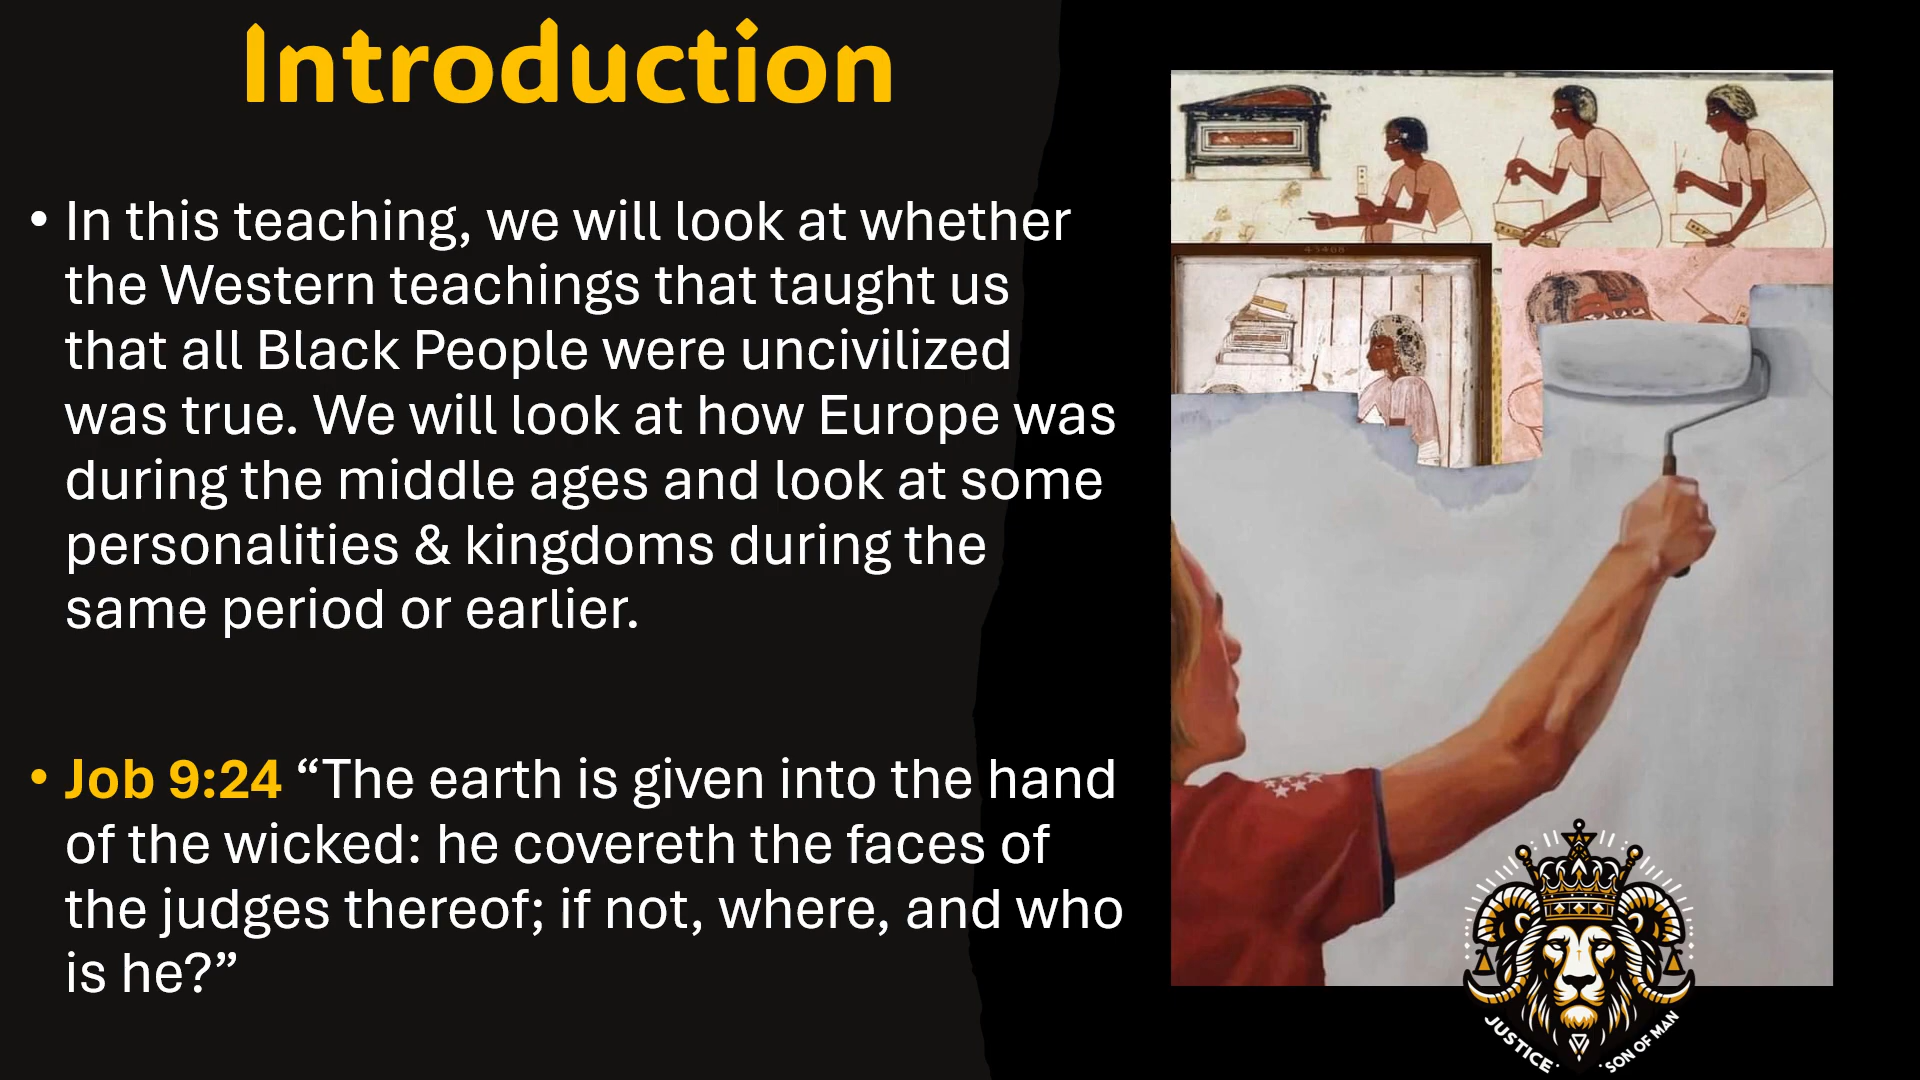 Introduction
• In this teaching, we will look at whether
the Western teachings that taught us
that all Black People were uncivilized
was true. We will look at how Europe was
during the middle ages and look at some
personalities & kingdoms during the
same period or earlier.
• Job 9:24 “The earth is given into the hand
of the wicked: he covereth the faces of
the judges thereof; if not, where, and who
is he?”
45468
JUSTICE · · SON OF MAN